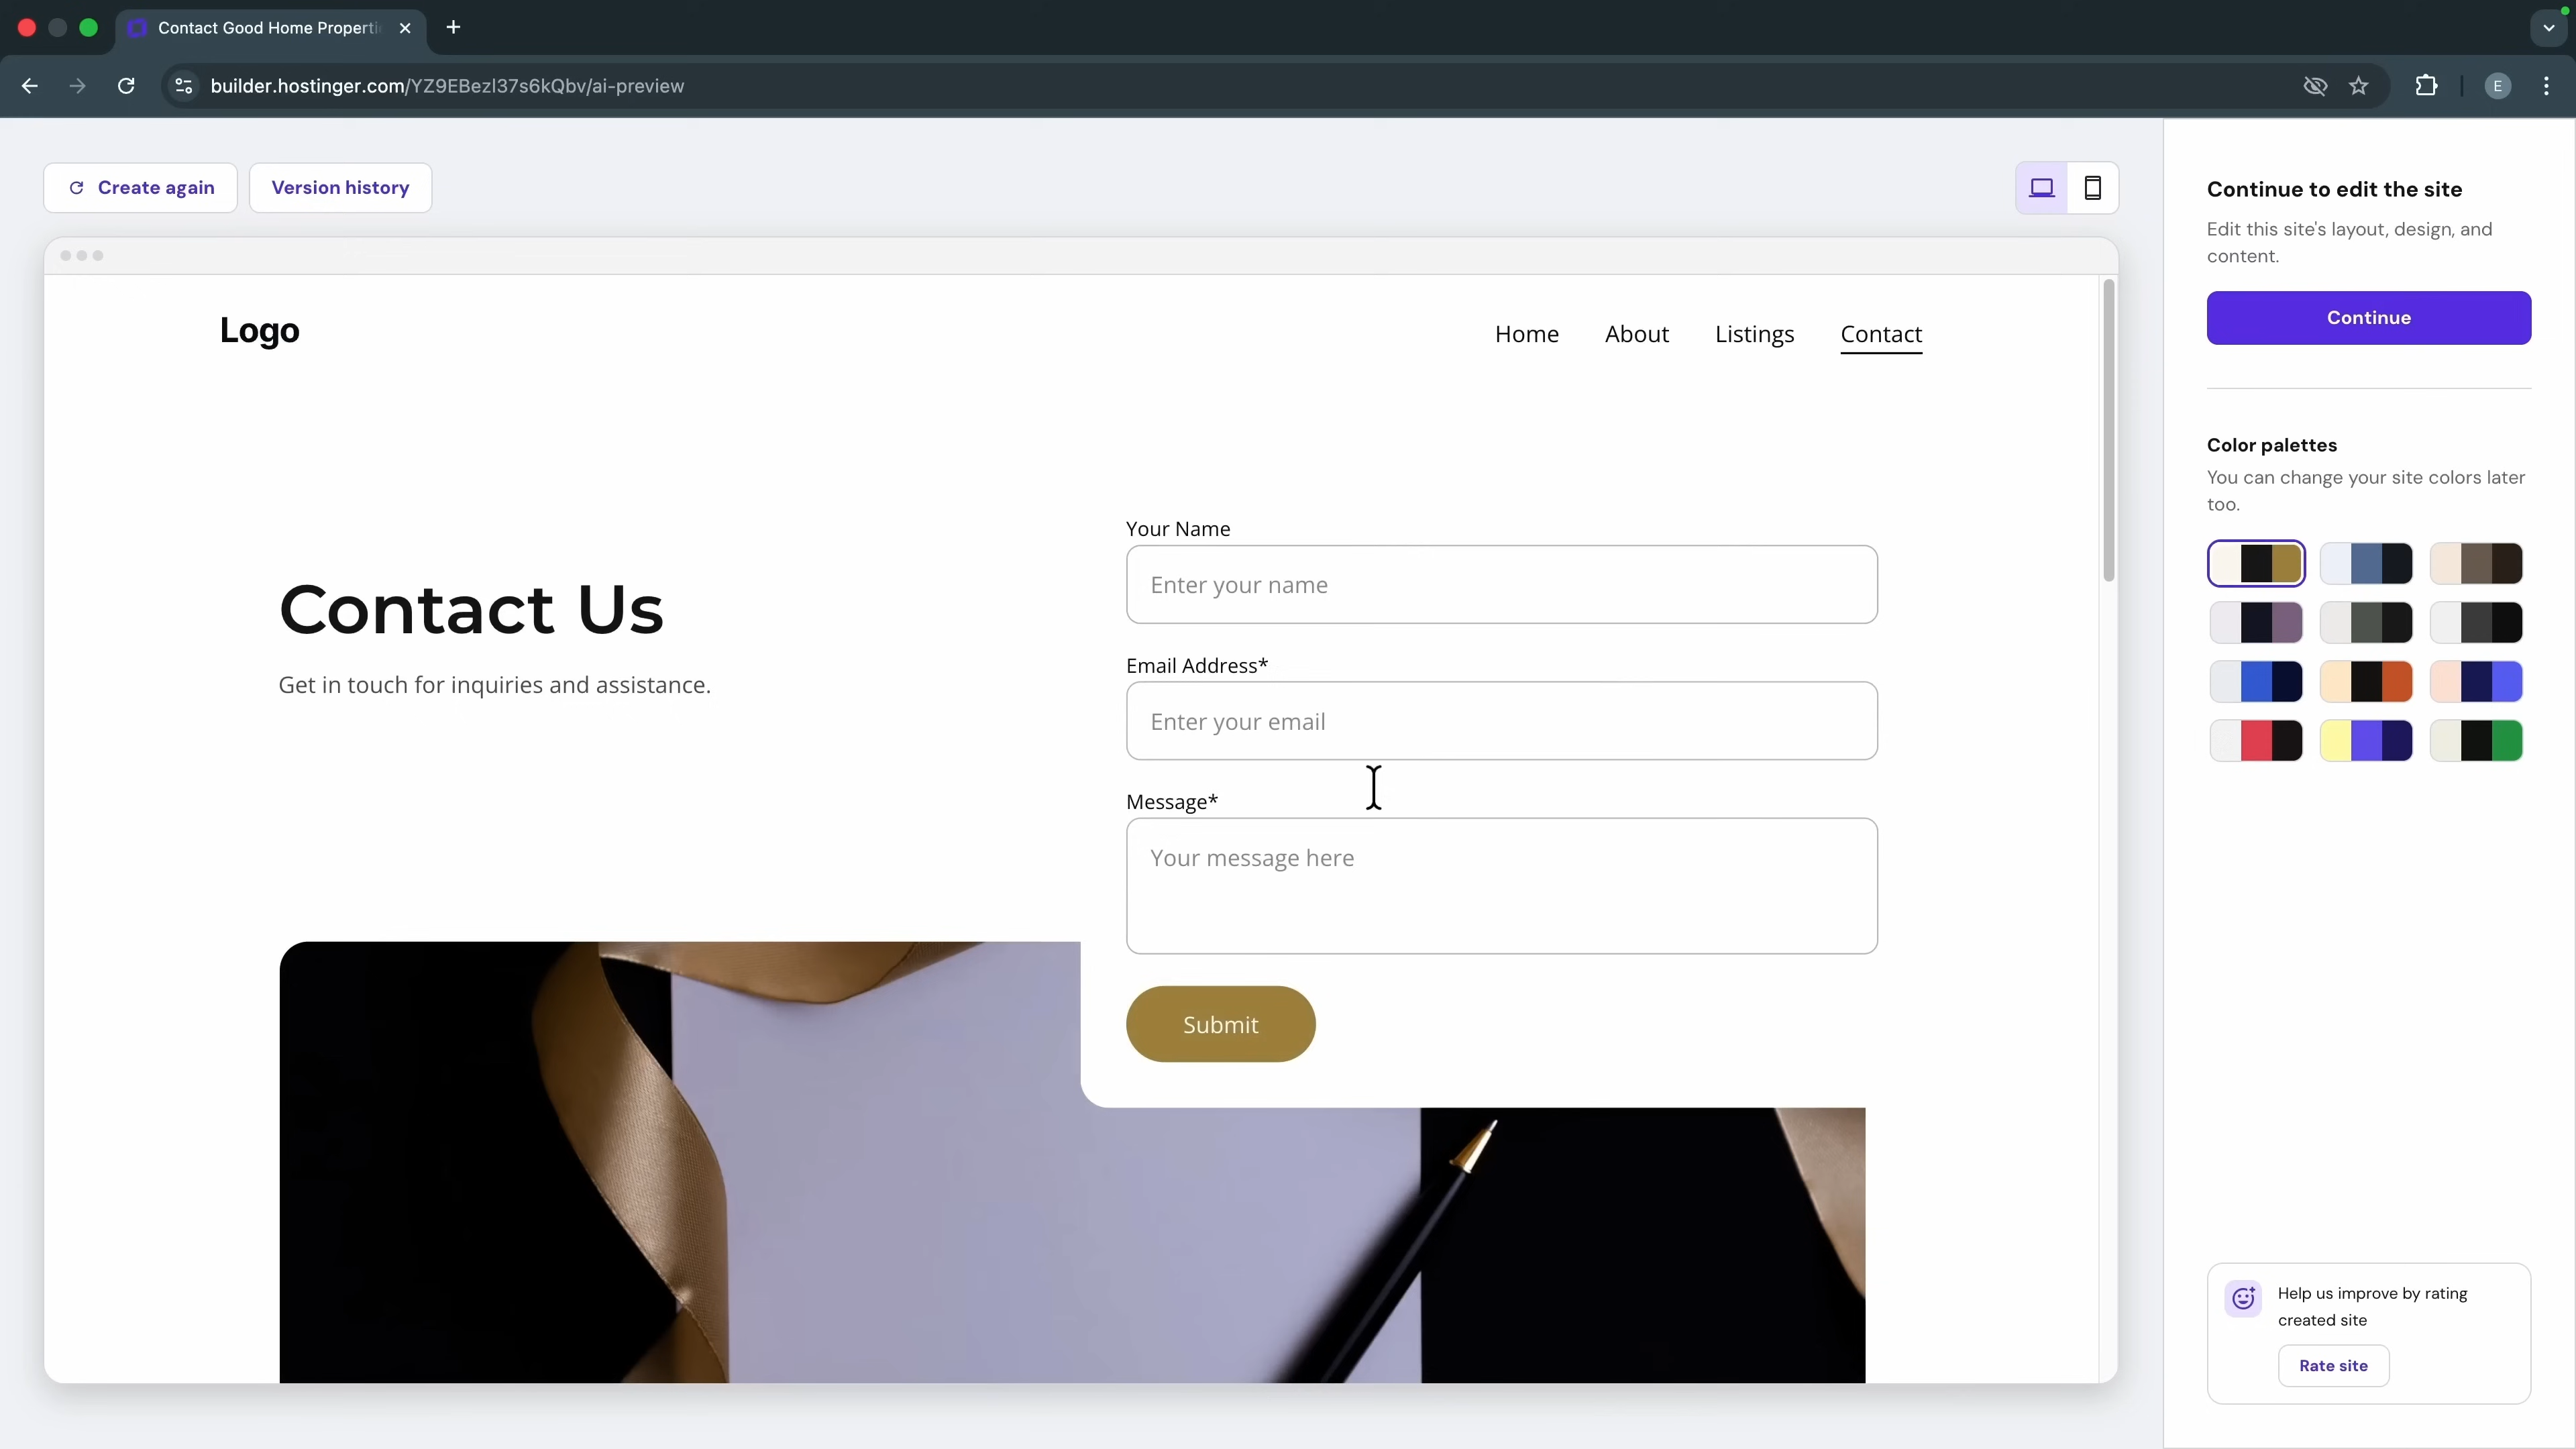 Contact Good Home Properti
builder.hostinger.com/YZ9EBezl37s6kQbv/ai-preview
E
Create again
Version history
Logo
Home
About
Listings
Contact
Contact Us
Get in touch for inquiries and assistance.
Your Name
Enter your name
Email Address*
Enter your email
Message*
Your message here
Submit
Continue to edit the site
Edit this site's layout, design, and
content.
Continue
Color palettes
You can change your site colors later
too.
Help us improve by rating
created site
Rate site